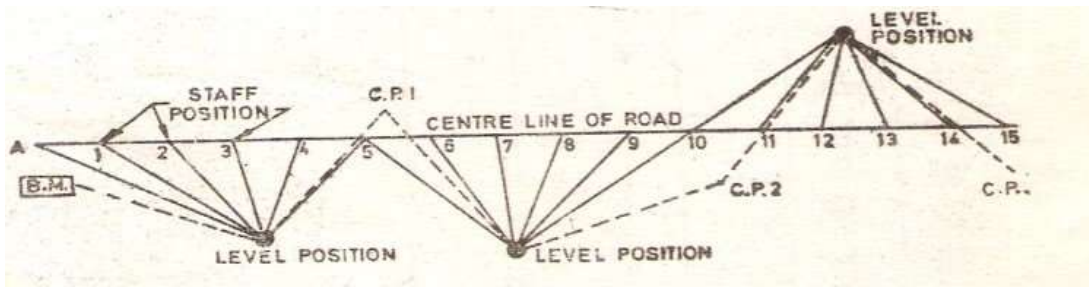 LEVEL
POSITION
STAFF
POSITION
C.P.1
CENTRE LINE OF ROAD
A 1 2 3 4 5 6 7 8 9 10 11 12 13 14 15
B.M.
C.P.2
C.P..
LEVEL POSITION
LEVEL POSITION